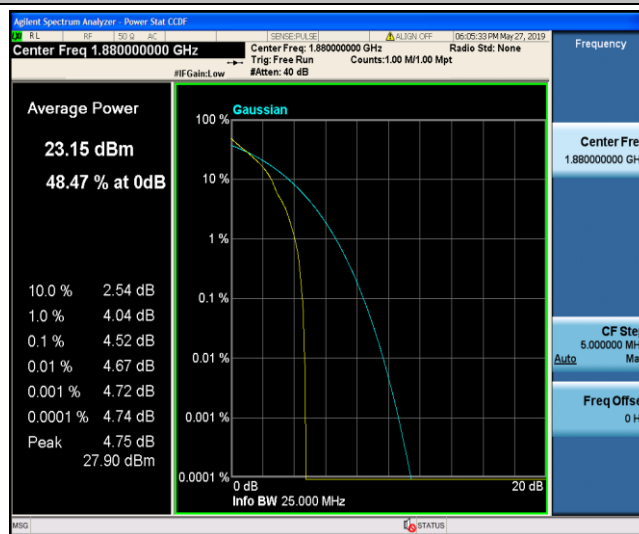 Agilent Spectrum Analyzer - Power Stat CCDF
RL RF 50 Ω AC SENSE:PULSE ALIGN OFF 06:05:33 PM May 27, 2019
Center Freq 1.880000000 GHz
Center Freq: 1.880000000 GHz Radio Std: None
Trig: Free Run Counts:1.00 M/1.00 Mpt
#IFGain:Low #Atten: 40 dB
Frequency
Average Power
23.15 dBm
48.47 % at 0dB
10.0 % 2.54 dB
1.0 % 4.04 dB
0.1 % 4.52 dB
0.01 % 4.67 dB
0.001 % 4.72 dB
0.0001 % 4.74 dB
Peak 4.75 dB
27.90 dBm
Gaussian
100 %
10 %
1 %
0.1 %
0.01 %
0.001 %
0.0001 %
0 dB 20 dB
Info BW 25.000 MHz
Center Fre
1.880000000 GH
CF Ste
5.000000 MH
Auto Ma
Freq Offse
0 H
MSG STATUS